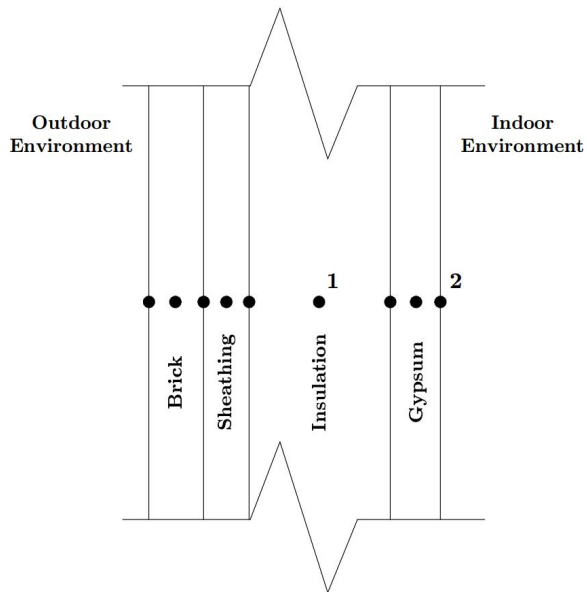 Outdoor
Environment
Indoor
Environment
1
2
Brick
Sheathing
Insulation
Gypsum